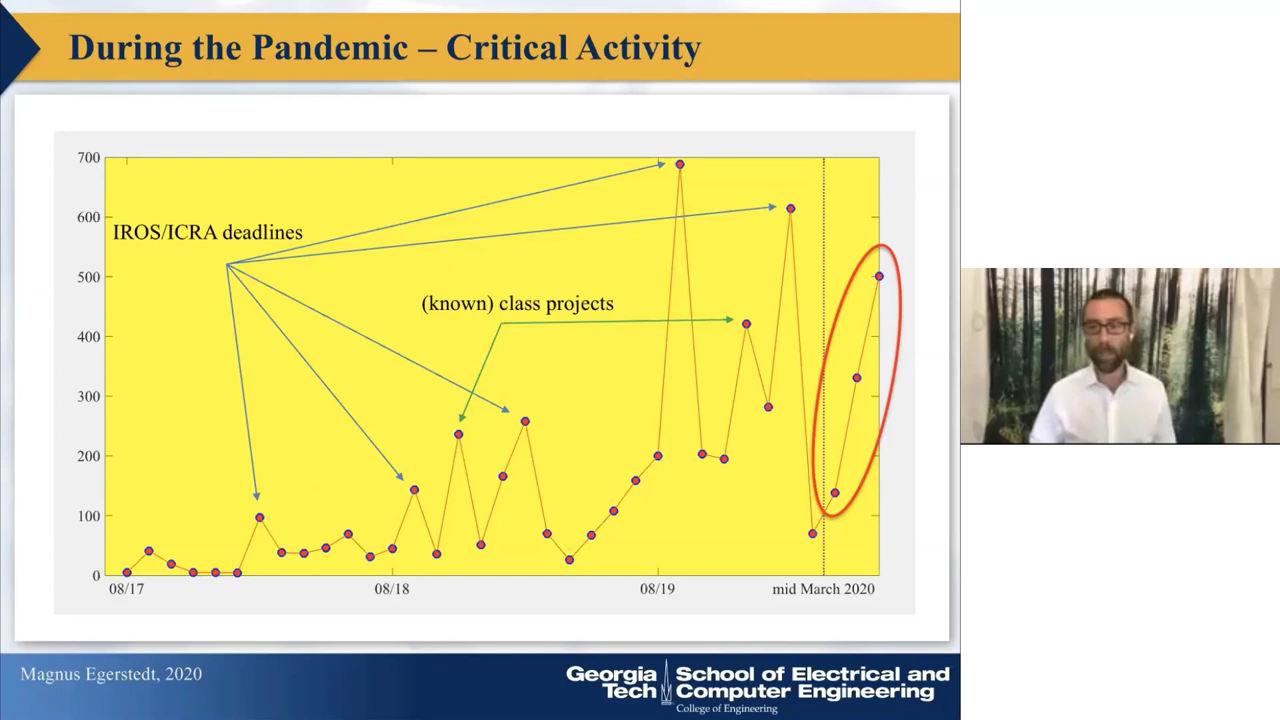 During the Pandemic – Critical Activity
700
600
500
400
300
200
100
0
IROS/ICRA deadlines
(known) class projects
08/17
08/18
08/19
mid March 2020
Magnus Egerstedt, 2020
Georgia Tech
School of Electrical and
Computer Engineering
College of Engineering